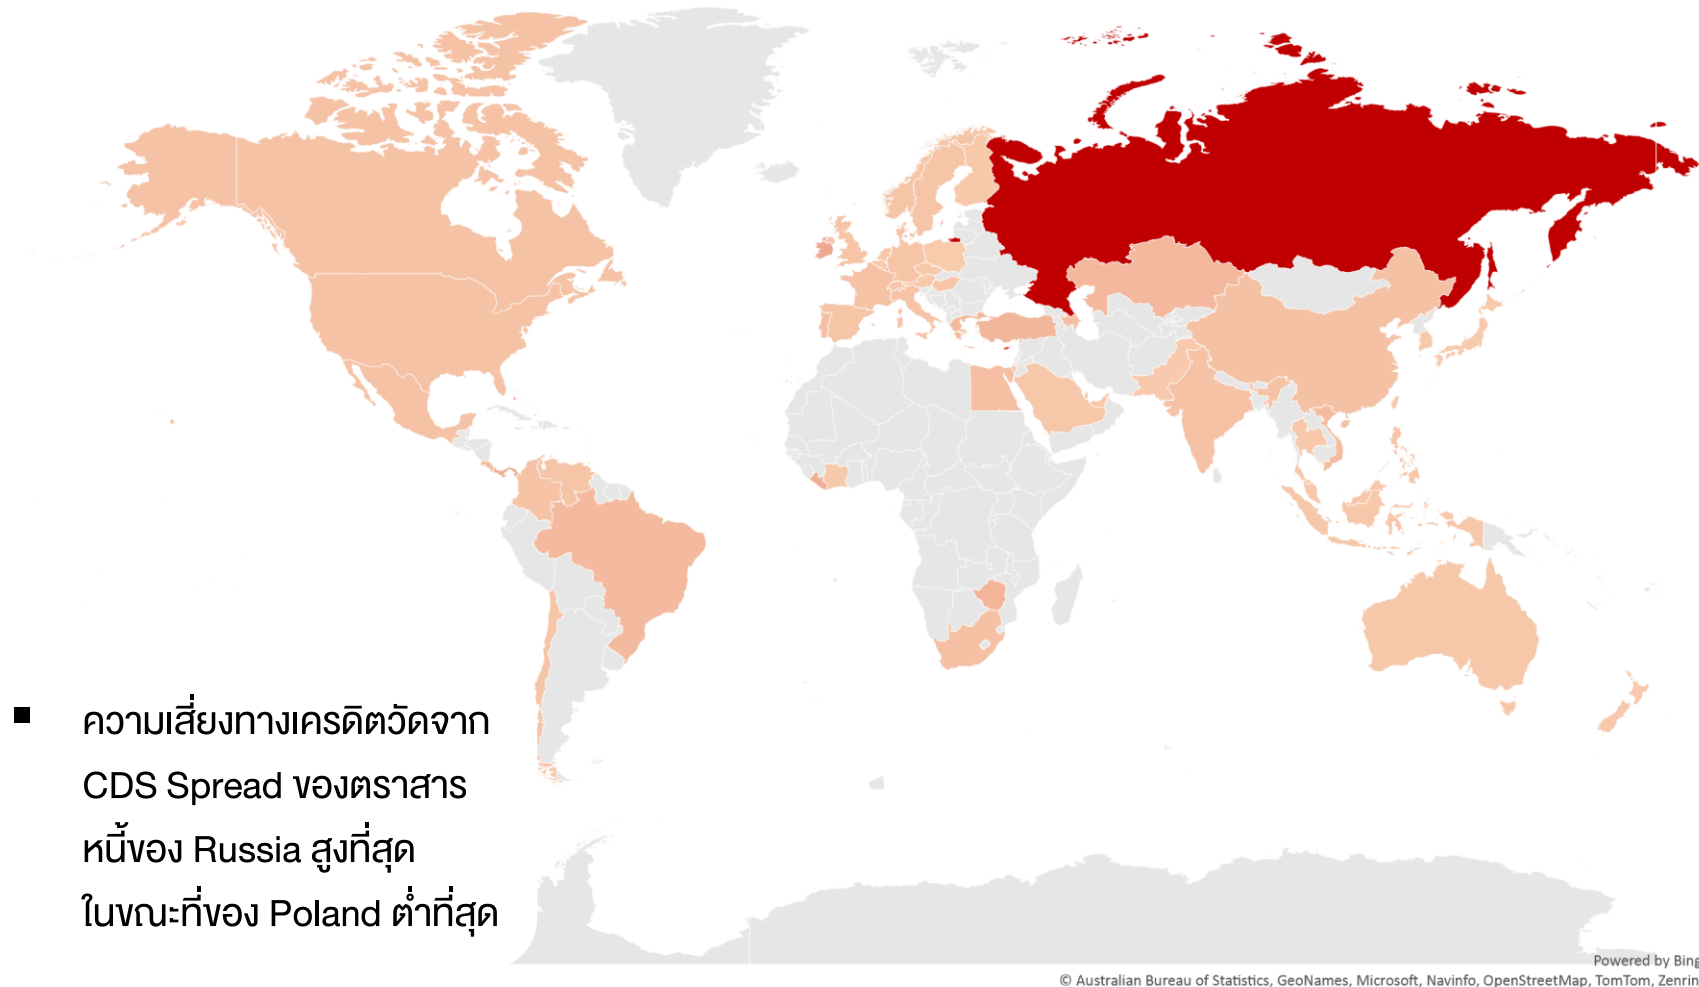 ความเสี่ยงทางเครดิตวัดจาก
CDS Spread ของตราสาร
หนี้ของ Russia สูงที่สุด
ในขณะที่ของ Poland ต่ำที่สุด
Powered by Bing
© Australian Bureau of Statistics, GeoNames, Microsoft, Navinfo, OpenStreetMap, TomTom, Zenrin